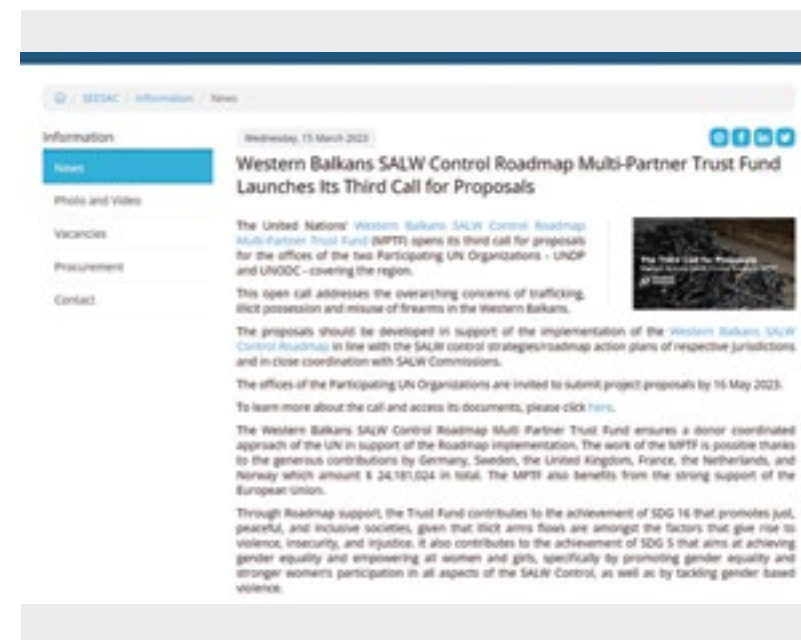 / SEESAC / Information / News
Information
News
Photo and Video
Vacancies
Procurement
Contact
Wednesday, 15 March 2023
Western Balkans SALW Control Roadmap Multi-Partner Trust Fund
Launches Its Third Call for Proposals
The United Nations' Western Balkans SALW Control Roadmap
Multi-Partner Trust Fund (MPTF) opens its third call for proposals
for the offices of the two Participating UN Organizations - UNDP
and UNODC - covering the region.
This open call addresses the overarching concerns of trafficking,
illicit possession and misuse of firearms in the Western Balkans.
The Third Call for Proposals
The proposals should be developed in support of the implementation of the Western Balkans SALW
Control Roadmap in line with the SALW control strategies/roadmap action plans of respective jurisdictions
and in close coordination with SALW Commissions.
The offices of the Participating UN Organizations are invited to submit project proposals by 16 May 2023.
To learn more about the call and access its documents, please click here.
The Western Balkans SALW Control Roadmap Multi Partner Trust Fund ensures a donor coordinated
approach of the UN in support of the Roadmap implementation. The work of the MPTF is possible thanks
to the generous contributions by Germany, Sweden, the United Kingdom, France, the Netherlands, and
Norway which amount $ 24,181,024 in total. The MPTF also benefits from the strong support of the
European Union.
Through Roadmap support, the Trust Fund contributes to the achievement of SDG 16 that promotes just,
peaceful, and inclusive societies, given that illicit arms flows are amongst the factors that give rise to
violence, insecurity, and injustice. It also contributes to the achievement of SDG 5 that aims at achieving
gender equality and empowering all women and girls, specifically by promoting gender equality and
stronger women's participation in all aspects of the SALW Control, as well as by tackling gender based
violence.